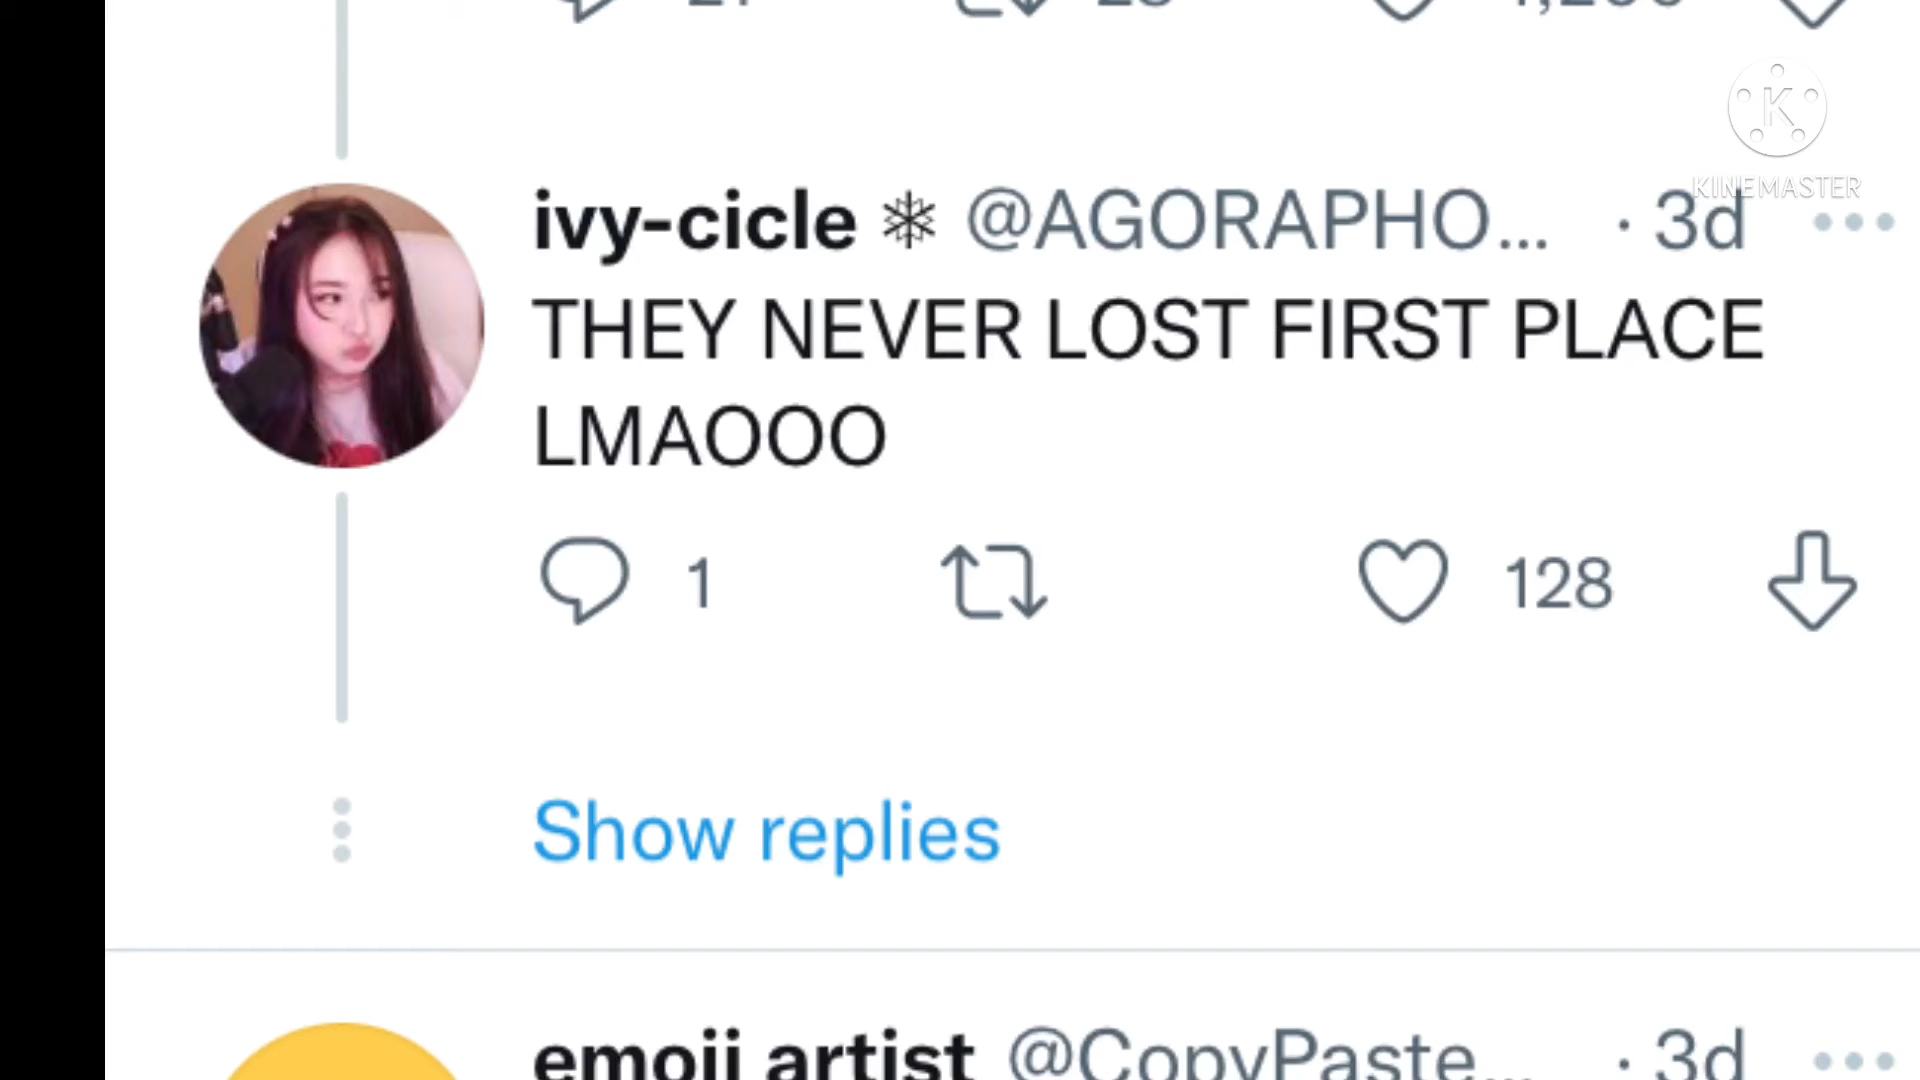 K
KINEMASTER
ivy-cicle ❄ @AGORAPHO... · 3d
THEY NEVER LOST FIRST PLACE
LMAOOO
1 128
Show replies
emoji artist @CopyPaste... · 3d